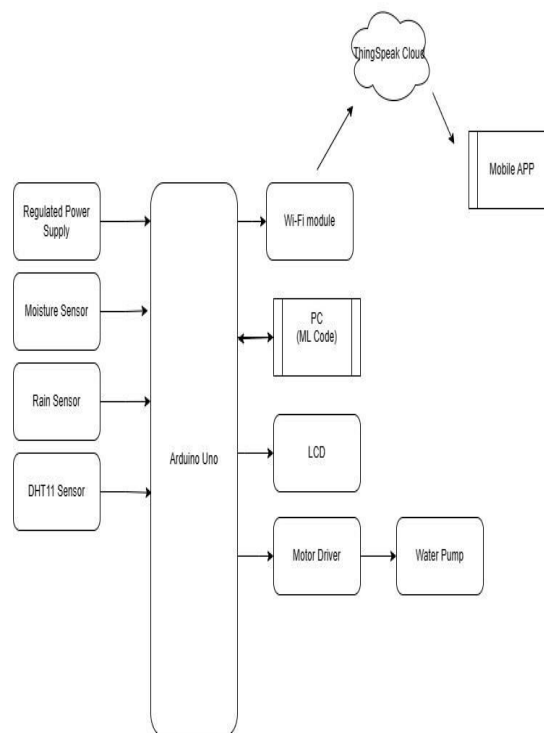 ThingSpeak Cloud
Mobile APP
Regulated Power
Supply
Wi-Fi module
Moisture Sensor
PC
(ML Code)
Rain Sensor
Arduino Uno
LCD
DHT11 Sensor
Motor Driver
Water Pump